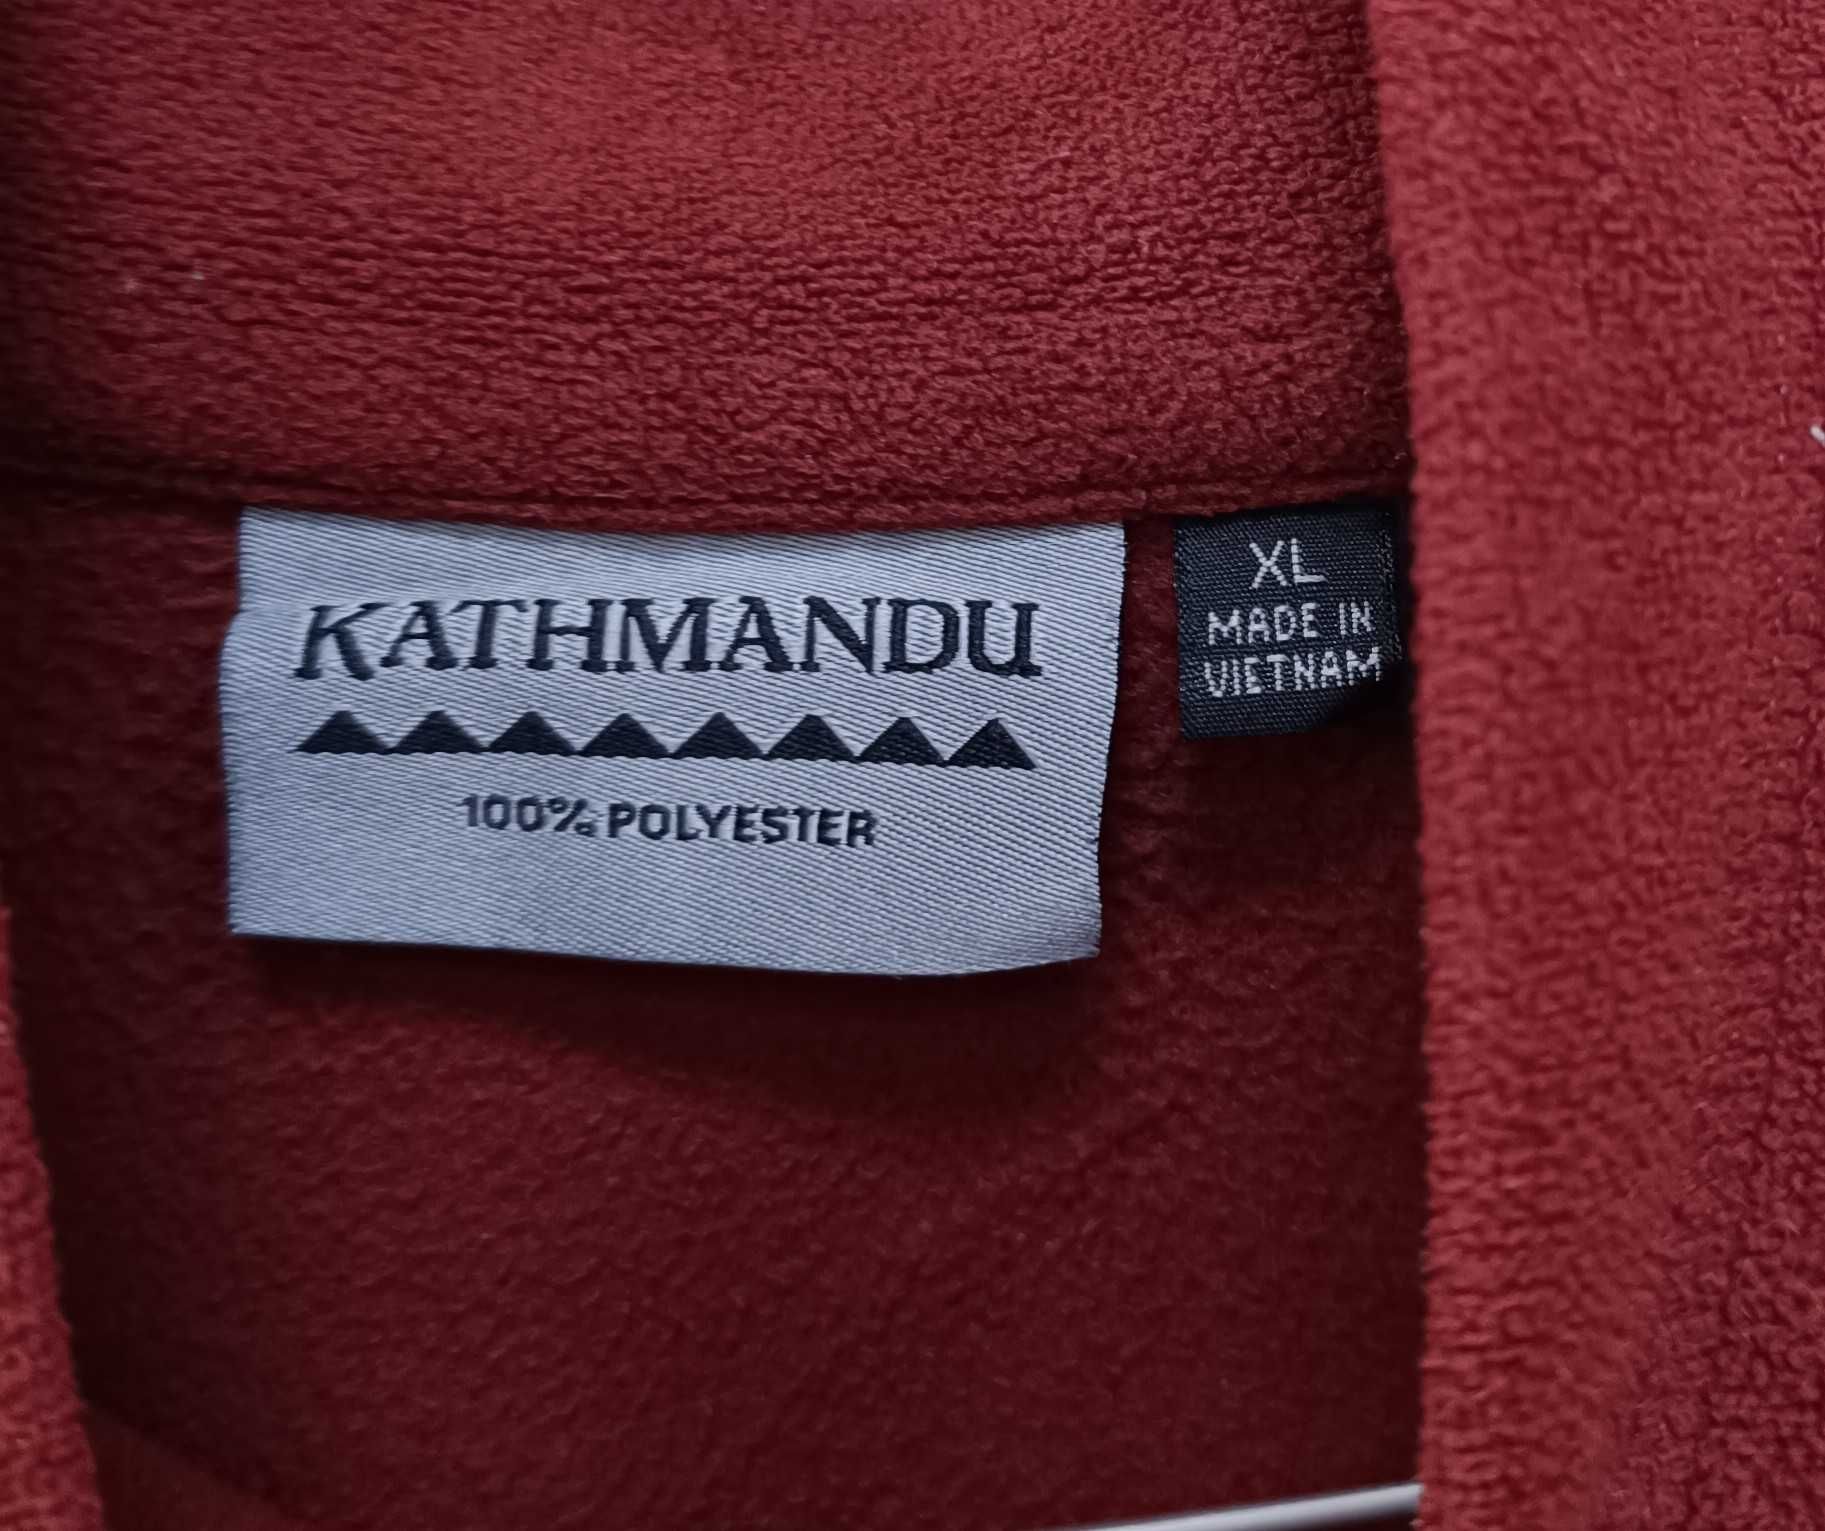 KATHMANDU
100% POLYESTER
XL
MADE IN
VIETNAM